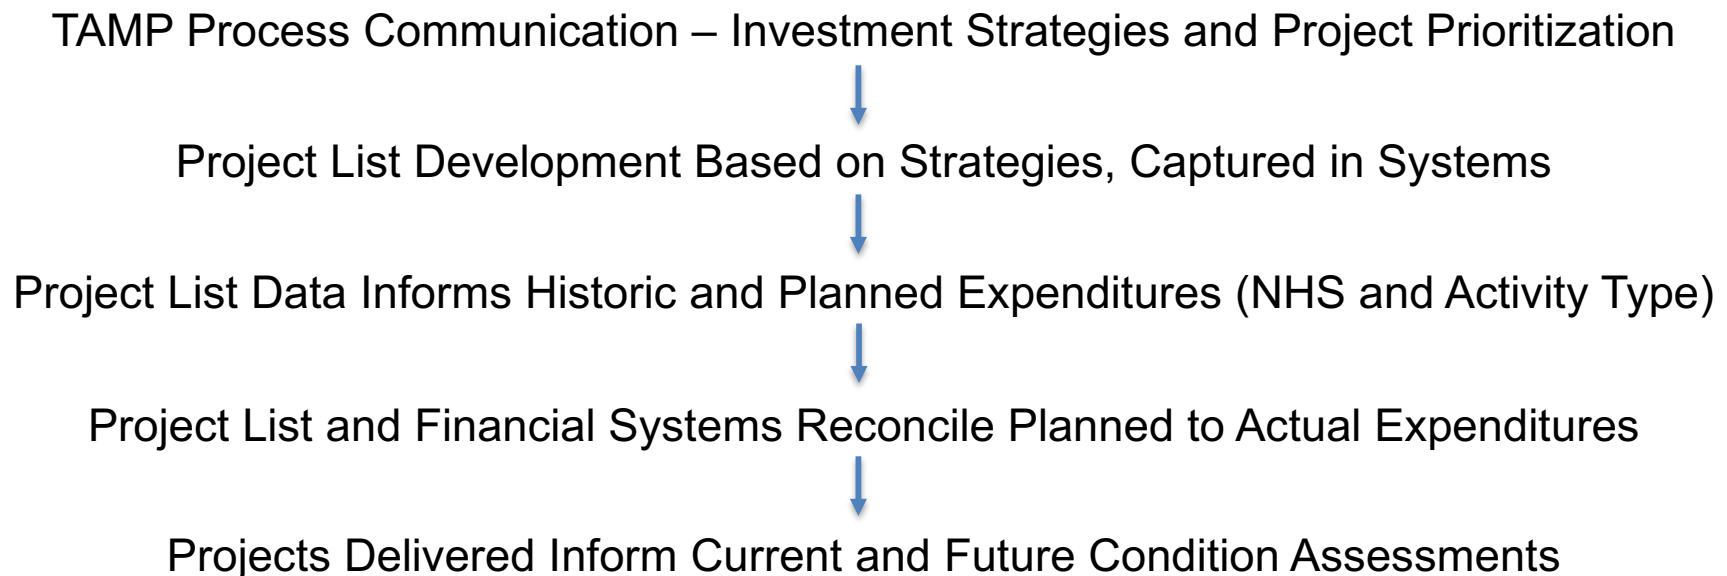 TAMP Process Communication – Investment Strategies and Project Prioritization
Project List Development Based on Strategies, Captured in Systems
Project List Data Informs Historic and Planned Expenditures (NHS and Activity Type)
Project List and Financial Systems Reconcile Planned to Actual Expenditures
Projects Delivered Inform Current and Future Condition Assessments